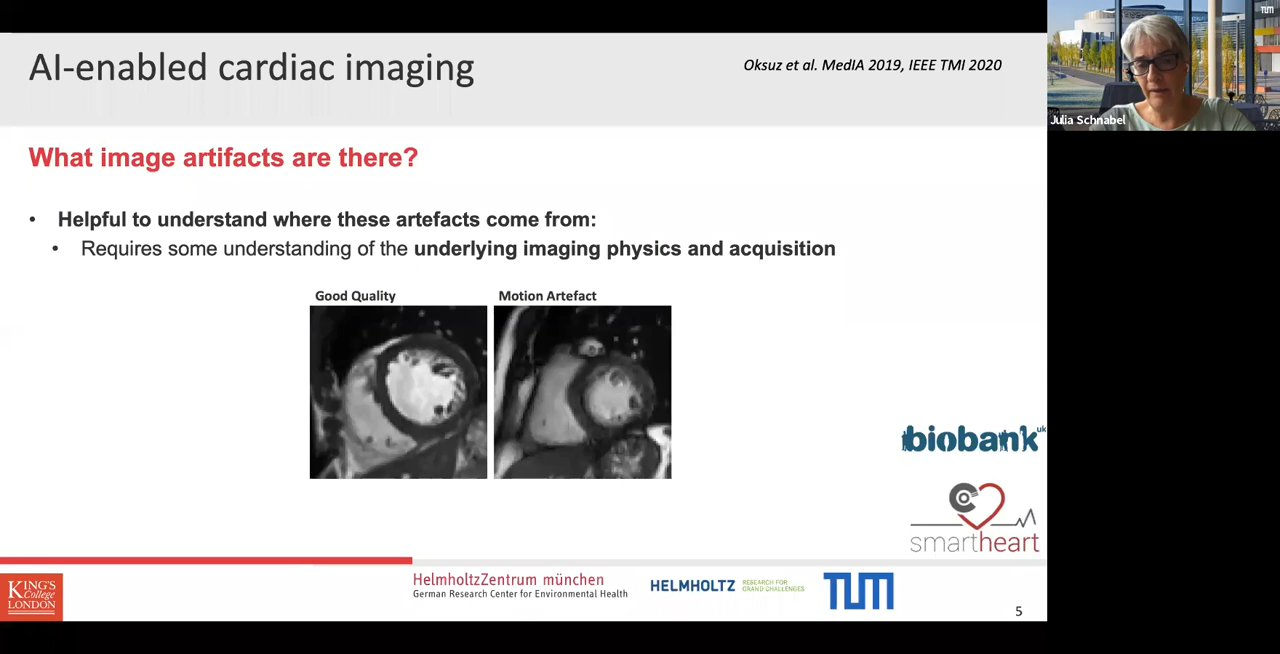 AI-enabled cardiac imaging
Oksuz et al. MedIA 2019, IEEE TMI 2020
TUM
Julia Schnabel
What image artifacts are there?
• Helpful to understand where these artefacts come from:
• Requires some understanding of the underlying imaging physics and acquisition
Good Quality
Motion Artefact
biobank uk
smartheart
KING'S
College
LONDON
HelmholtzZentrum münchen
German Research Center for Environmental Health
HELMHOLTZ
RESEARCH FOR
GRAND CHALLENGES
TUM
5